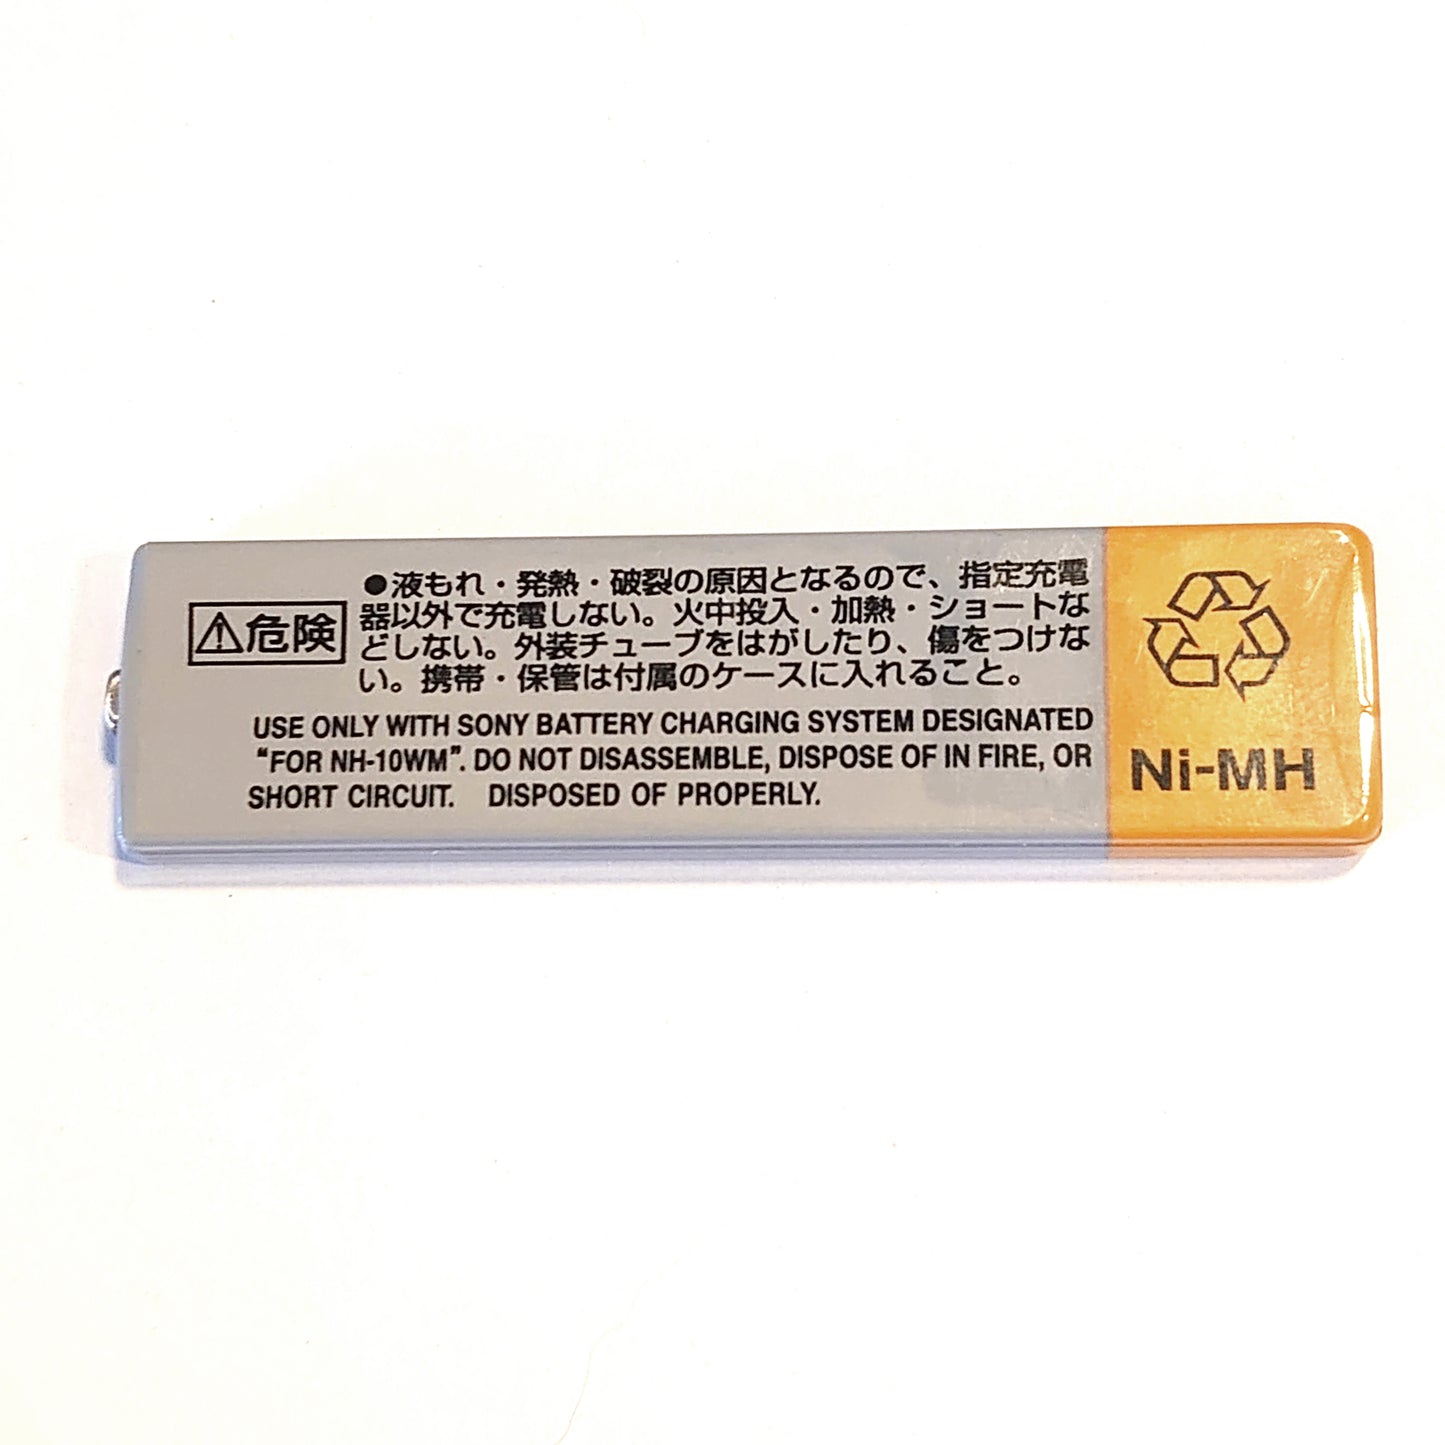 ⚠危険
●液もれ・発熱・破裂の原因となるので、指定充電
器以外で充電しない。火中投入・加熱・ショートな
どしない。外装チューブをはがしたり、傷をつけな
い。携帯・保管は付属のケースに入れること。
USE ONLY WITH SONY BATTERY CHARGING SYSTEM DESIGNATED
“FOR NH-10WM”. DO NOT DISASSEMBLE, DISPOSE OF IN FIRE, OR
SHORT CIRCUIT. DISPOSED OF PROPERLY.
Ni-MH